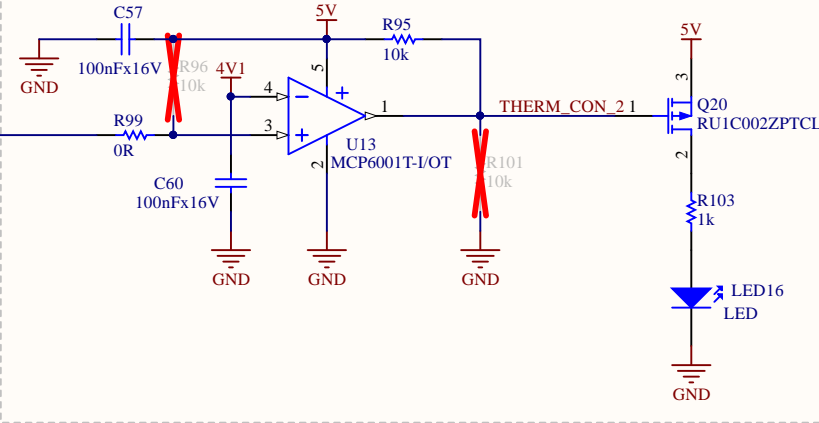 C57
100nFx16V
GND
R96
10k
4V1
5V
R95
10k
R99
0R
4
3
5
2
1
U13
MCP6001T-I/OT
C60
100nFx16V
GND
GND
R101
10k
GND
THERM_CON_2
1
5V
3
Q20
RU1C002ZPTCL
2
R103
1k
LED16
LED
GND